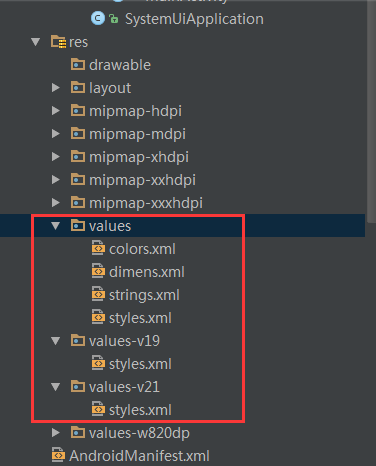 SystemUiApplication
res
drawable
layout
mipmap-hdpi
mipmap-mdpi
mipmap-xhdpi
mipmap-xxhdpi
mipmap-xxxhdpi
values
colors.xml
dimens.xml
strings.xml
styles.xml
values-v19
styles.xml
values-v21
styles.xml
values-w820dp
AndroidManifest.xml